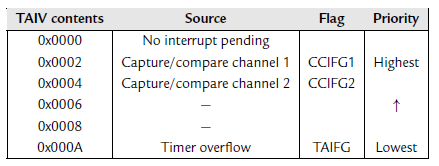 TAIV contents Source Flag Priority
0x0000 No interrupt pending
0x0002 Capture/compare channel 1 CCIFG1 Highest
0x0004 Capture/compare channel 2 CCIFG2
0x0006 — ↑
0x0008 —
0x000A Timer overflow TAIFG Lowest